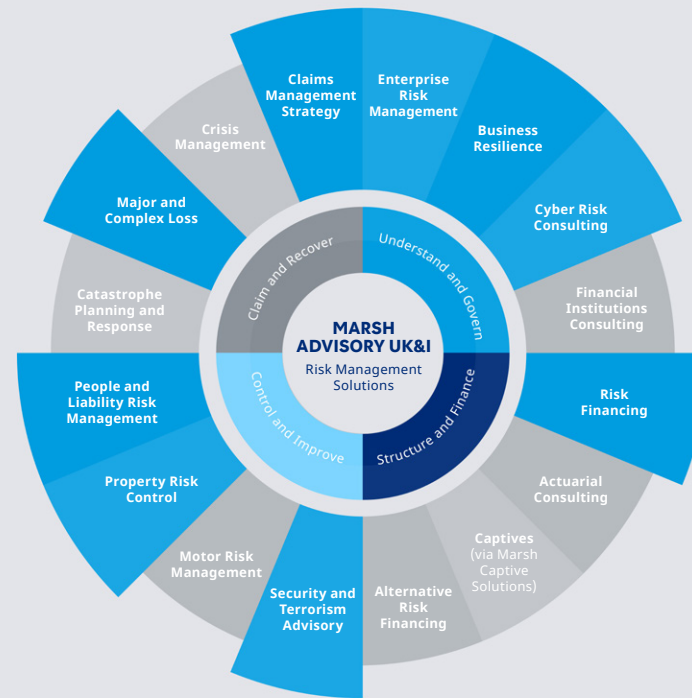 MARSH
ADVISORY UK&I
Risk Management
Solutions
Understand and Govern
Structure and Finance
Control and Improve
Claim and Recover
Enterprise
Risk
Management
Business
Resilience
Cyber Risk
Consulting
Financial
Institutions
Consulting
Risk
Financing
Actuarial
Consulting
Captives
(via Marsh
Captive
Solutions)
Alternative
Risk
Financing
Security and
Terrorism
Advisory
Motor Risk
Management
Property Risk
Control
People and
Liability Risk
Management
Catastrophe
Planning and
Response
Major and
Complex Loss
Crisis
Management
Claims
Management
Strategy